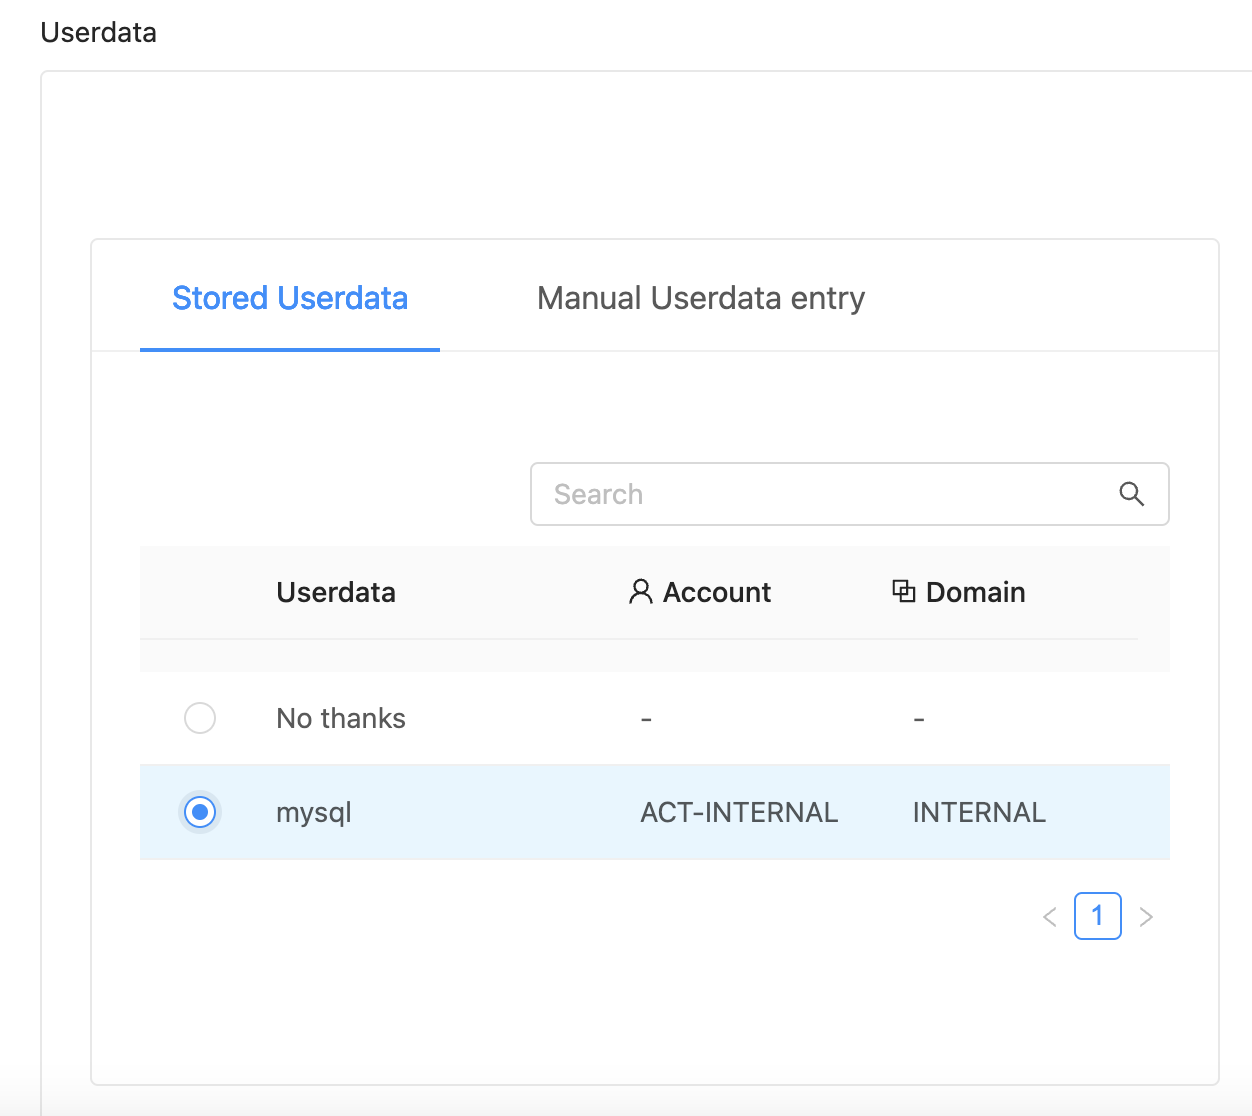 Userdata
Stored Userdata Manual Userdata entry
Search
Userdata Account Domain
No thanks - -
mysql ACT-INTERNAL INTERNAL
< 1 >